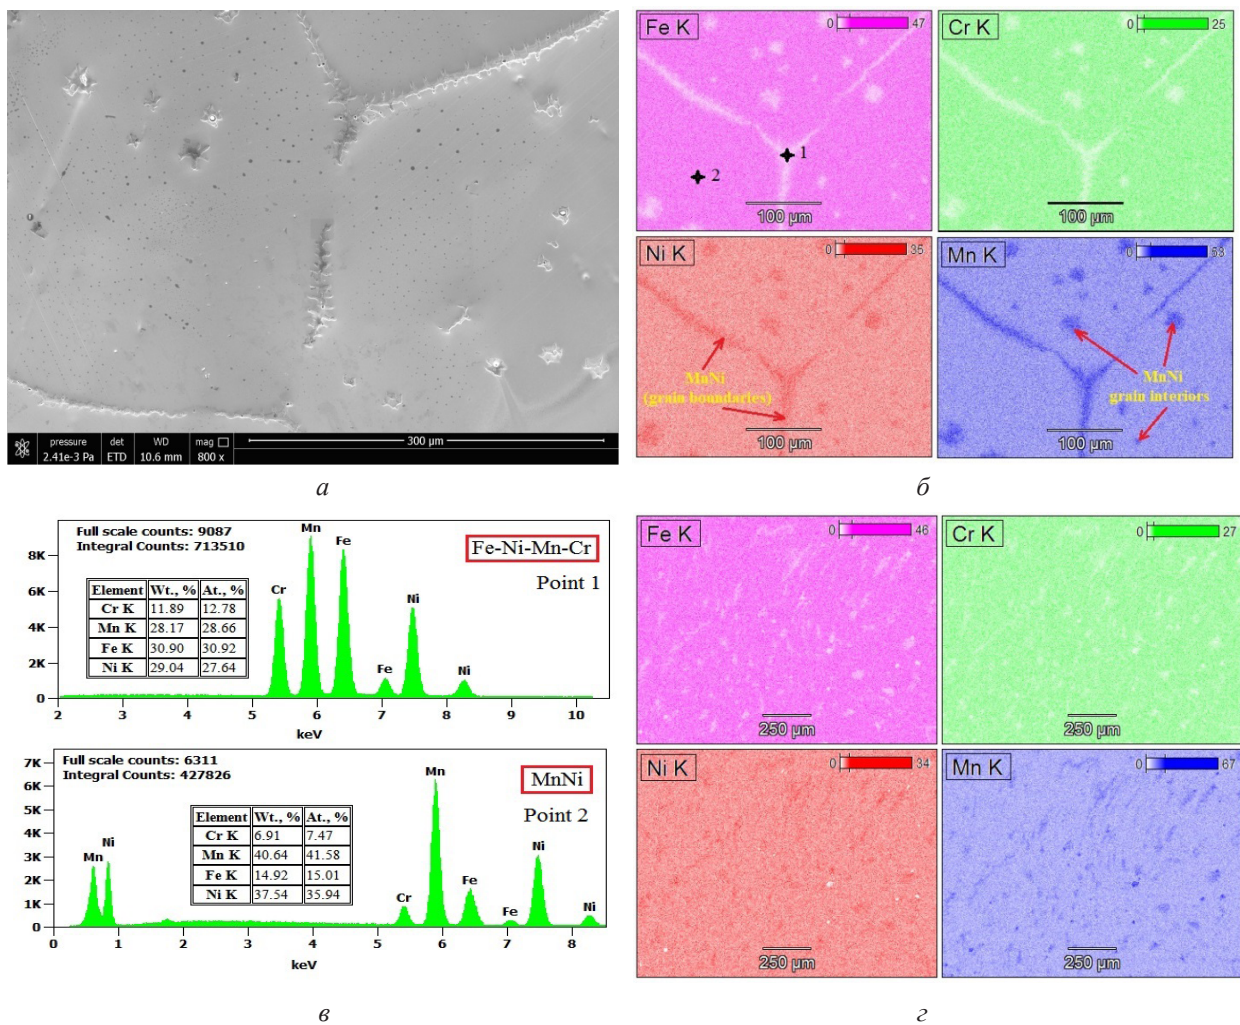 pressure det WD mag □ 300 µm
2.41e-3 Pa ETD 10.6 mm 800 x
а
Fe K
0 47
1
2
100 µm
Cr K
0 25
100 µm
Ni K
0 35
MnNi
(grain boundaries)
100 µm
Mn K
0 53
MnNi
grain interiors
100 µm
б
Full scale counts: 9087
Integral Counts: 713510
Fe-Ni-Mn-Cr
Point 1
Element Wt., % At., %
Cr K 11.89 12.78
Mn K 28.17 28.66
Fe K 30.90 30.92
Ni K 29.04 27.64
Cr Mn Fe Fe Ni Ni
8K
6K
4K
2K
0
2 3 4 5 6 7 8 9 10
keV
Full scale counts: 6311
Integral Counts: 427826
MnNi
Point 2
Element Wt., % At., %
Cr K 6.91 7.47
Mn K 40.64 41.58
Fe K 14.92 15.01
Ni K 37.54 35.94
Mn Ni Cr Mn Fe Fe Ni Ni
7K
6K
5K
4K
3K
2K
1K
0
0 1 2 3 4 5 6 7 8
keV
в
Fe K
0 46
250 µm
Cr K
0 27
250 µm
Ni K
0 34
250 µm
Mn K
0 67
250 µm
г